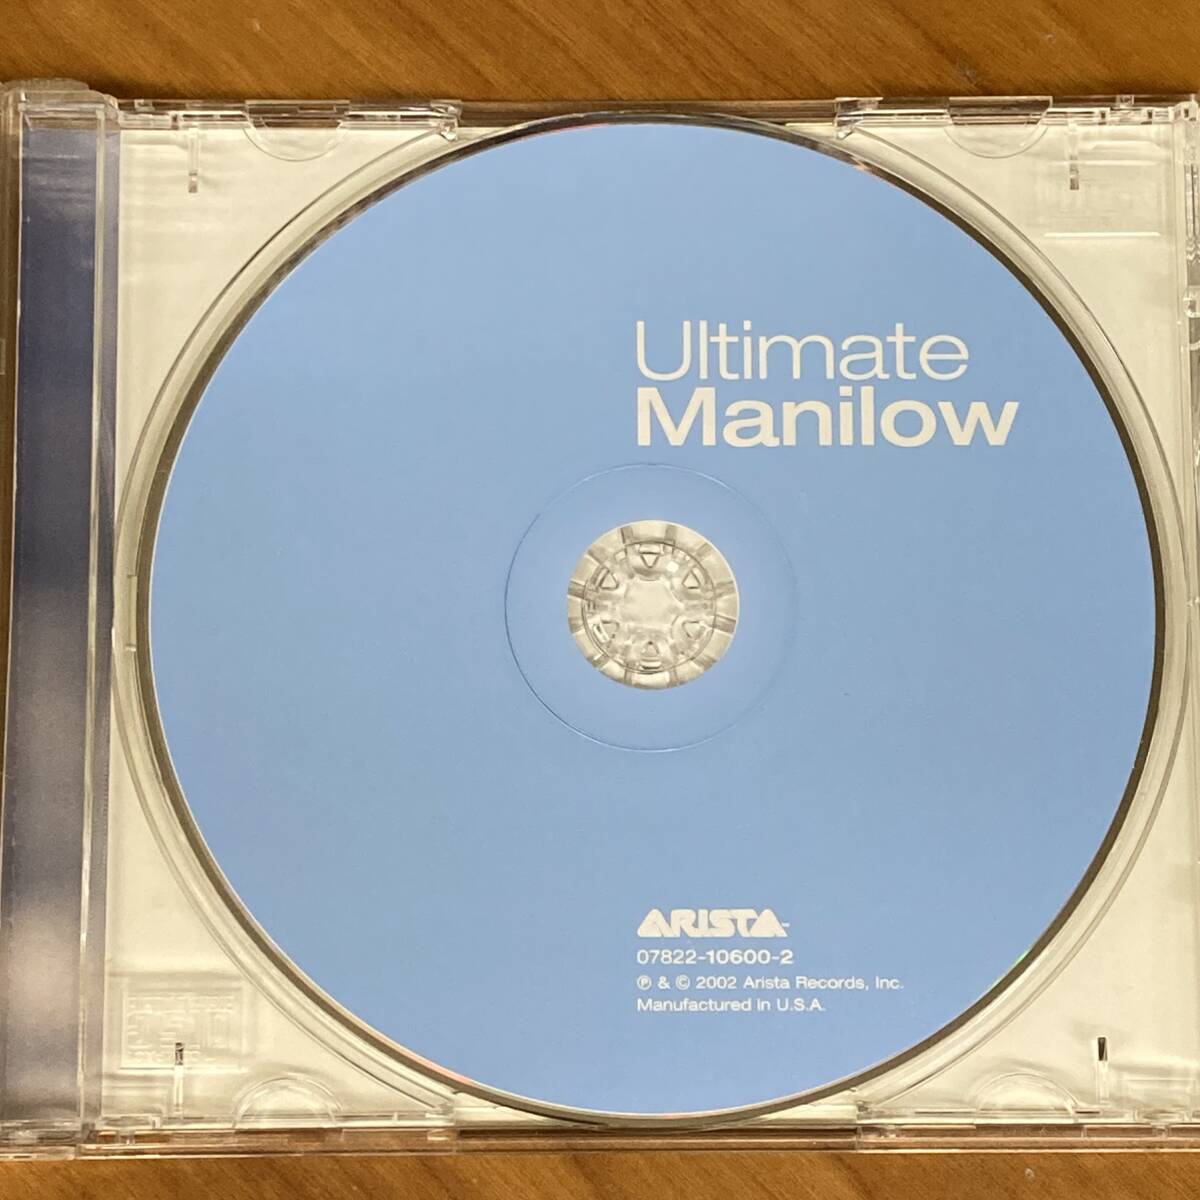 Ultimate
Manilow
ARISTA
07822-10600-2
℗ & © 2002 Arista Records, Inc.
Manufactured in U.S.A.